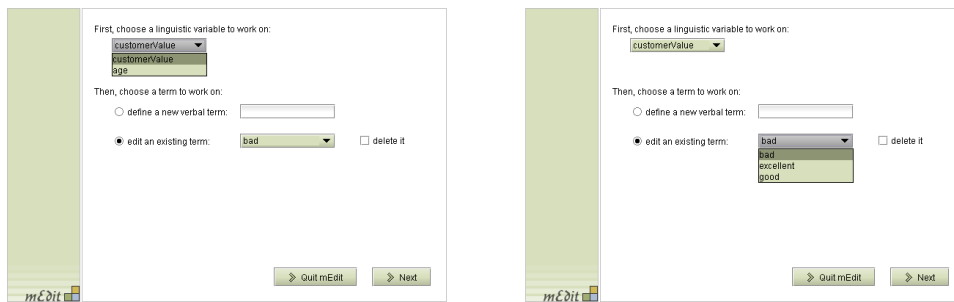 First, choose a linguistic variable to work on:
customerValue
customerValue
age
Then, choose a term to work on:
define a new verbal term:
edit an existing term: bad delete it
Quit mEdit Next
mEdit
First, choose a linguistic variable to work on:
customerValue
Then, choose a term to work on:
define a new verbal term:
edit an existing term: bad delete it
bad
excellent
good
Quit mEdit Next
mEdit